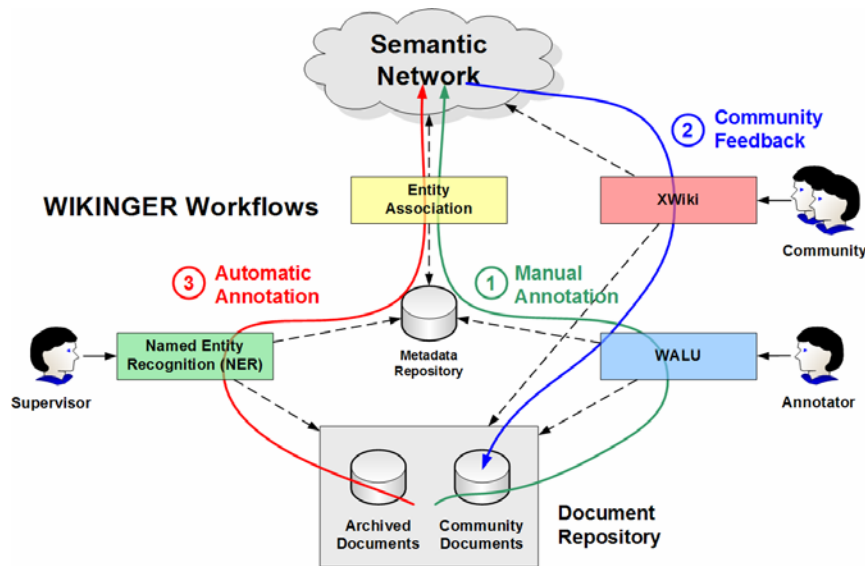 Semantic
Network
2
Community
Feedback
WIKINGER Workflows
Entity
Association
XWiki
Community
3
Automatic
Annotation
1
Manual
Annotation
Named Entity
Recognition (NER)
Metadata
Repository
WALU
Supervisor
Annotator
Archived
Documents
Community
Documents
Document
Repository